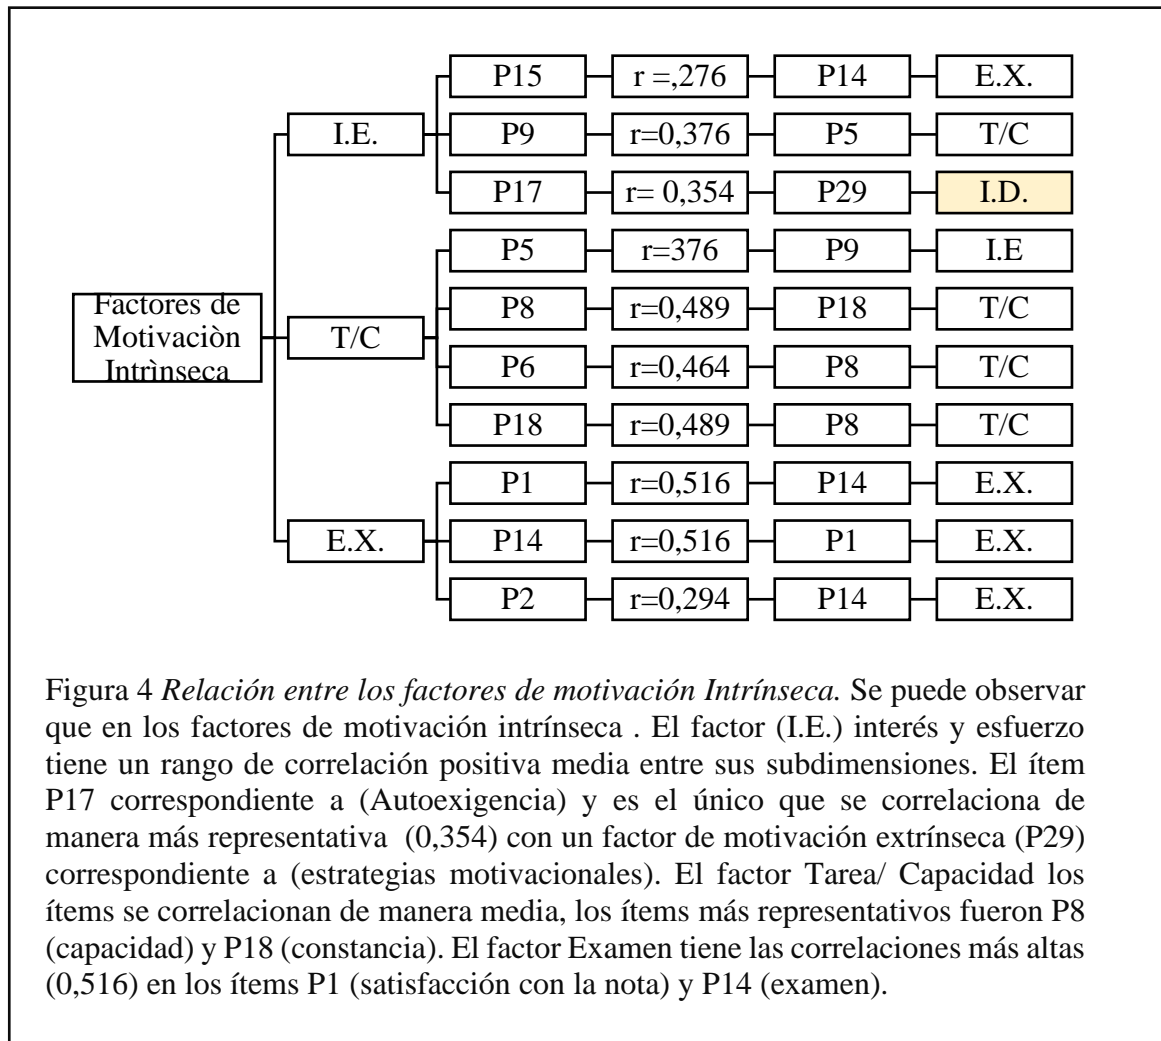 P15 r =,276 P14 E.X.
I.E. P9 r=0,376 P5 T/C
P17 r= 0,354 P29 I.D.
P5 r=376 P9 I.E
P8 r=0,489 P18 T/C
Factores de
Motivaciòn
Intrìnseca
T/C
P6 r=0,464 P8 T/C
P18 r=0,489 P8 T/C
P1 r=0,516 P14 E.X.
E.X. P14 r=0,516 P1 E.X.
P2 r=0,294 P14 E.X.
Figura 4 Relación entre los factores de motivación Intrínseca. Se puede observar
que en los factores de motivación intrínseca . El factor (I.E.) interés y esfuerzo
tiene un rango de correlación positiva media entre sus subdimensiones. El ítem
P17 correspondiente a (Autoexigencia) y es el único que se correlaciona de
manera más representativa (0,354) con un factor de motivación extrínseca (P29)
correspondiente a (estrategias motivacionales). El factor Tarea/ Capacidad los
ítems se correlacionan de manera media, los ítems más representativos fueron P8
(capacidad) y P18 (constancia). El factor Examen tiene las correlaciones más altas
(0,516) en los ítems P1 (satisfacción con la nota) y P14 (examen).